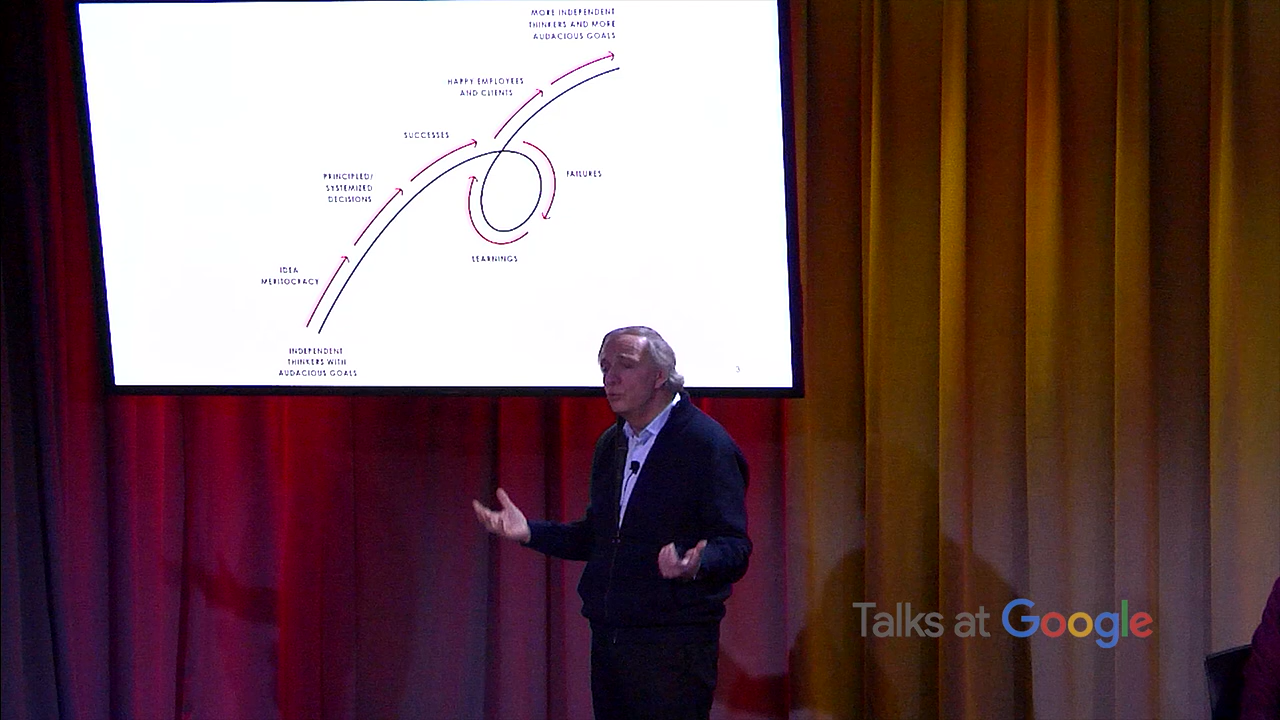 MORE INDEPENDENT
THINKERS AND MORE
AUDACIOUS GOALS
HAPPY EMPLOYEES
AND CLIENTS
SUCCESSES
FAILURES
PRINCIPLED/
SYSTEMIZED
DECISIONS
LEARNINGS
IDEA
MERITOCRACY
INDEPENDENT
THINKERS WITH
AUDACIOUS GOALS
3
Talks at Google